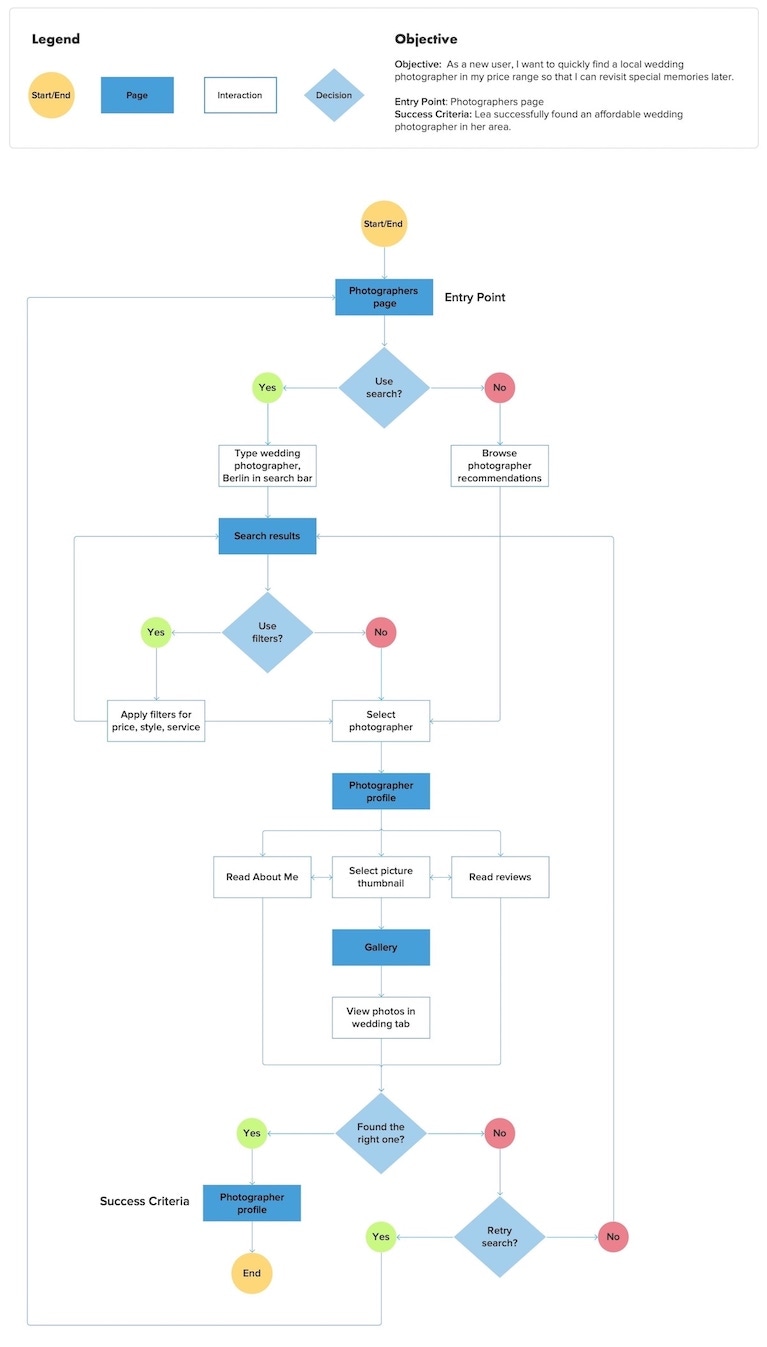 Legend
Objective
Start/End
Page
Interaction
Decision
Objective: As a new user, I want to quickly find a local wedding
photographer in my price range so that I can revisit special memories later.
Entry Point: Photographers page
Success Criteria: Lea successfully found an affordable wedding
photographer in her area.
Start/End
Photographers
page
Entry Point
Use
search?
Yes
No
Type wedding
photographer,
Berlin in search bar
Browse
photographer
recommendations
Search results
Use
filters?
Yes
No
Apply filters for
price, style, service
Select
photographer
Photographer
profile
Read About Me
Select picture
thumbnail
Read reviews
Gallery
View photos in
wedding tab
Found the
right one?
Yes
No
Success Criteria
Photographer
profile
Retry
search?
Yes
No
End